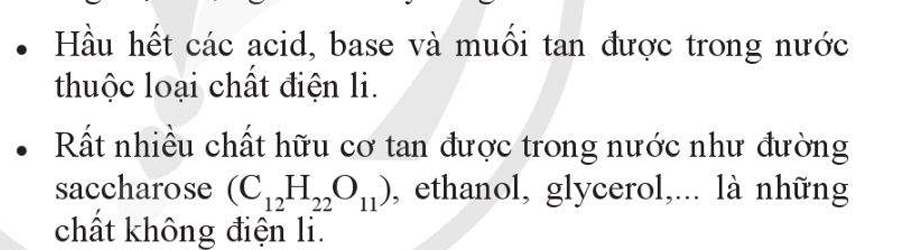 • Hầu hết các acid, base và muối tan được trong nước
thuộc loại chất điện li.
• Rất nhiều chất hữu cơ tan được trong nước như đường
saccharose (C₁₂H₂₂O₁₁), ethanol, glycerol,... là những
chất không điện li.